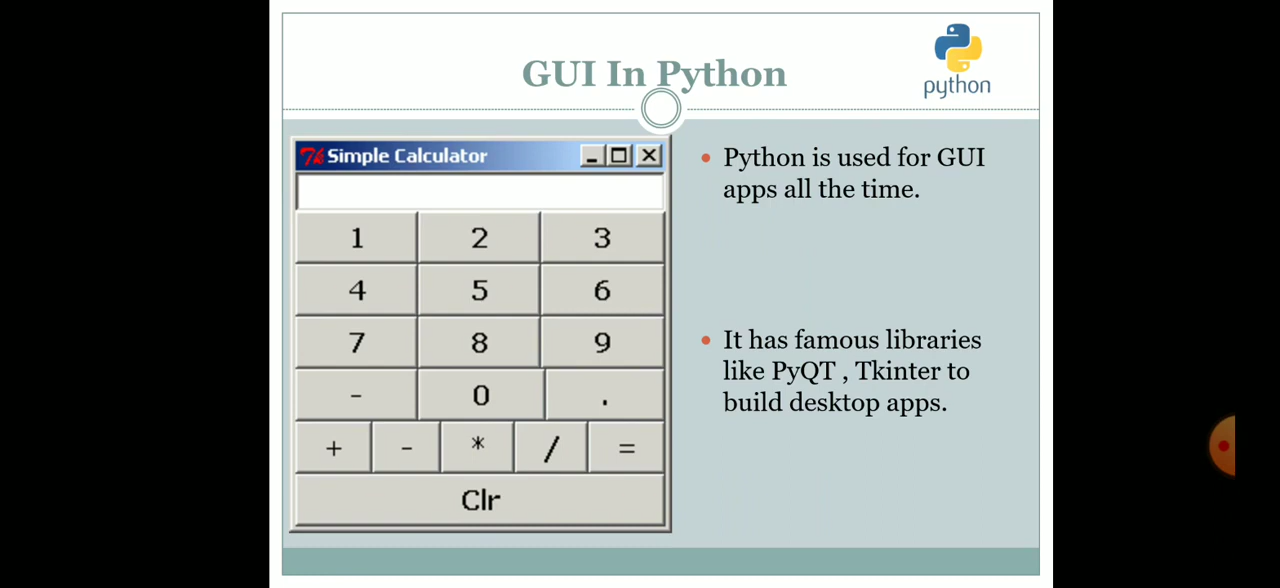 GUI In Python
python
Simple Calculator
1 2 3
4 5 6
7 8 9
- 0 .
+ - * / =
Clr
• Python is used for GUI
apps all the time.
• It has famous libraries
like PyQT , Tkinter to
build desktop apps.